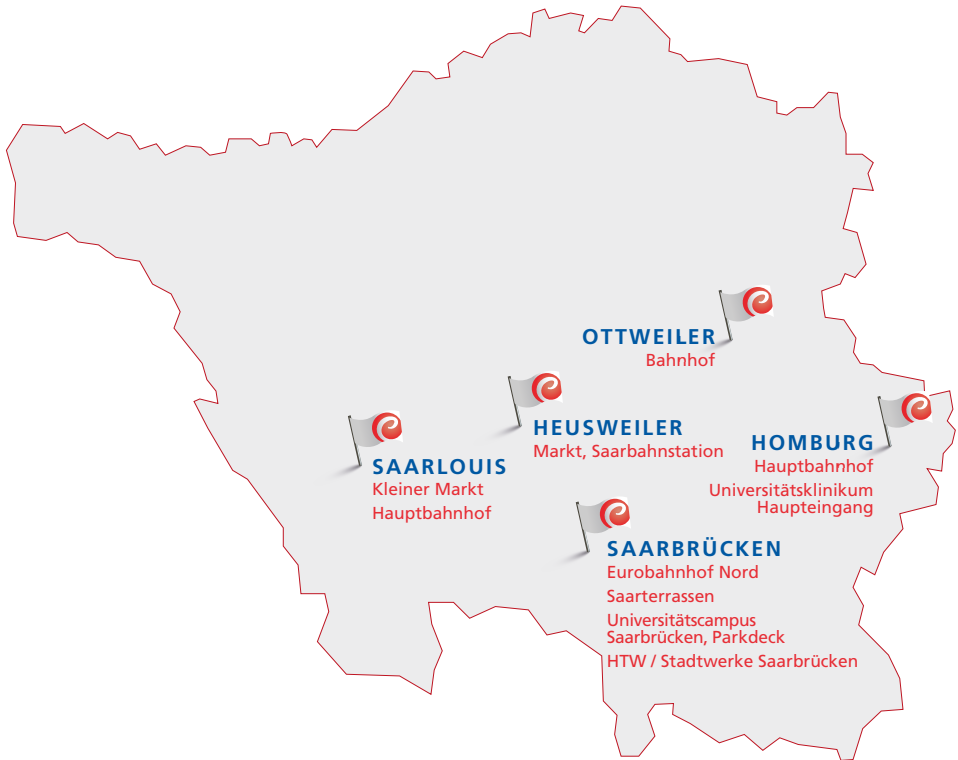 OTTWEILER
Bahnhof
HEUSWEILER
Markt, Saarbahnstation
HOMBURG
Hauptbahnhof
Universitätsklinikum
Haupteingang
SAARLOUIS
Kleiner Markt
Hauptbahnhof
SAARBRÜCKEN
Eurobahnhof Nord
Saarterrassen
Universitätscampus
Saarbrücken, Parkdeck
HTW / Stadtwerke Saarbrücken